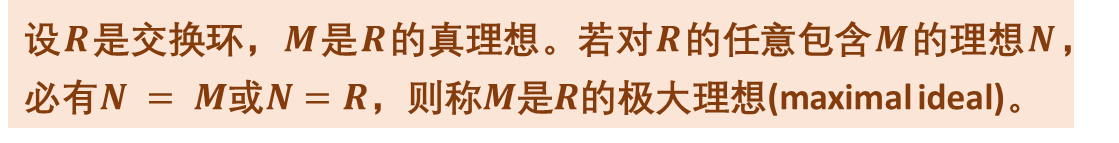 设R是交换环，M是R的真理想。若对R的任意包含M的理想N，
必有N = M或N = R，则称M是R的极大理想(maximal ideal)。